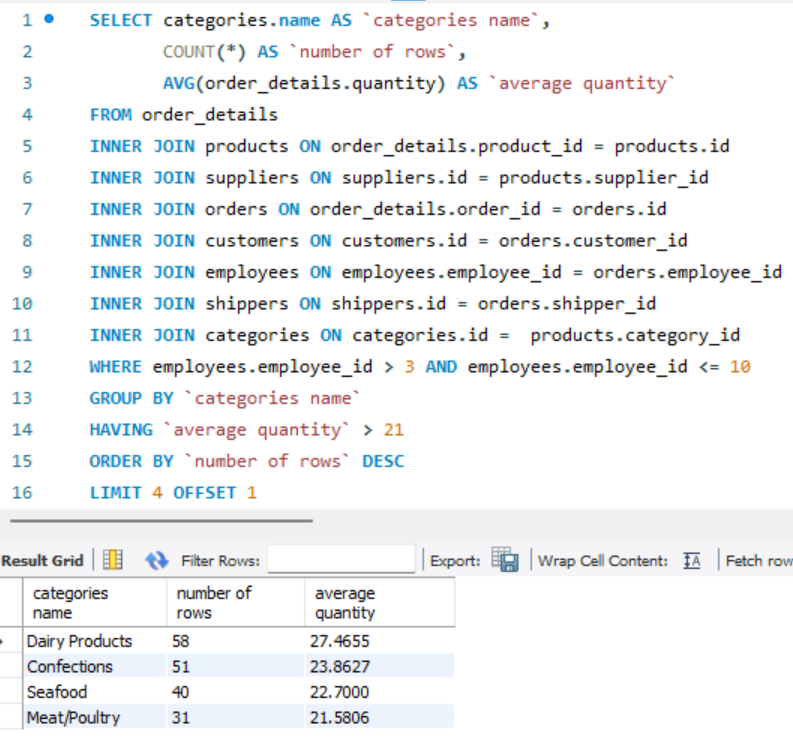 1 SELECT categories.name AS `categories name`,
2 COUNT(*) AS `number of rows`,
3 AVG(order_details.quantity) AS `average quantity`
4 FROM order_details
5 INNER JOIN products ON order_details.product_id = products.id
6 INNER JOIN suppliers ON suppliers.id = products.supplier_id
7 INNER JOIN orders ON order_details.order_id = orders.id
8 INNER JOIN customers ON customers.id = orders.customer_id
9 INNER JOIN employees ON employees.employee_id = orders.employee_id
10 INNER JOIN shippers ON shippers.id = orders.shipper_id
11 INNER JOIN categories ON categories.id =  products.category_id
12 WHERE employees.employee_id > 3 AND employees.employee_id <= 10
13 GROUP BY `categories name`
14 HAVING `average quantity` > 21
15 ORDER BY `number of rows` DESC
16 LIMIT 4 OFFSET 1
Result Grid Filter Rows: Export: Wrap Cell Content: Fetch row
categories number of average
name rows quantity
Dairy Products 58 27.4655
Confections 51 23.8627
Seafood 40 22.7000
Meat/Poultry 31 21.5806